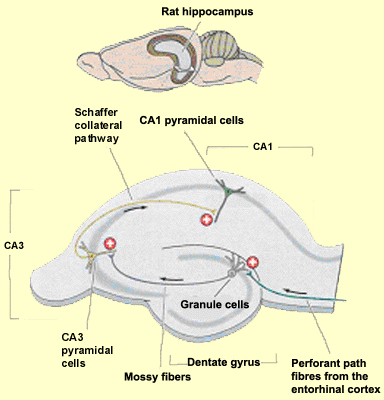 Rat hippocampus
Schaffer
collateral
pathway
CA1 pyramidal cells
CA1
CA3
Granule cells
CA3
pyramidal
cells
Mossy fibers
Dentate gyrus
Perforant path
fibres from the
entorhinal cortex